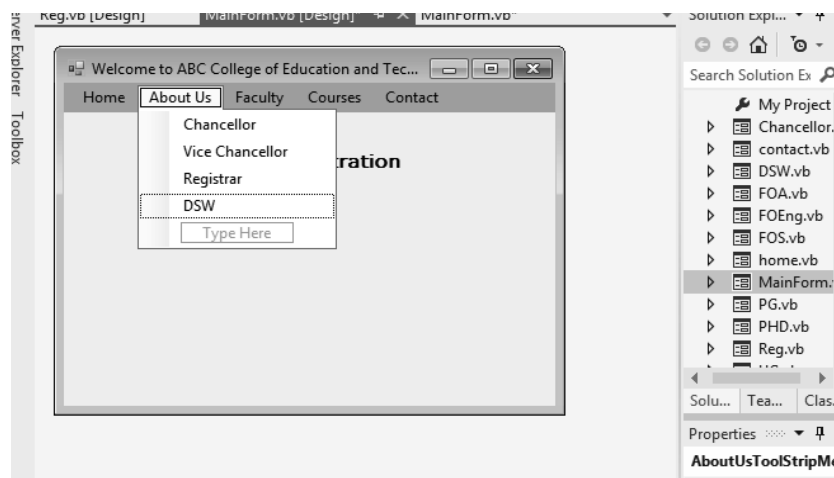 Reg.vb [Design] MainForm.vb [Design] MainForm.vb*
Server Explorer
Toolbox
Welcome to ABC College of Education and Tec...
Home About Us Faculty Courses Contact
Chancellor
Vice Chancellor
Registrar
DSW
Type Here
tration
Solution Expl...
Search Solution Ex
My Project
Chancellor.
contact.vb
DSW.vb
FOA.vb
FOEng.vb
FOS.vb
home.vb
MainForm.
PG.vb
PHD.vb
Reg.vb
Solu... Tea... Clas.
Properties
AboutUsToolStripMe